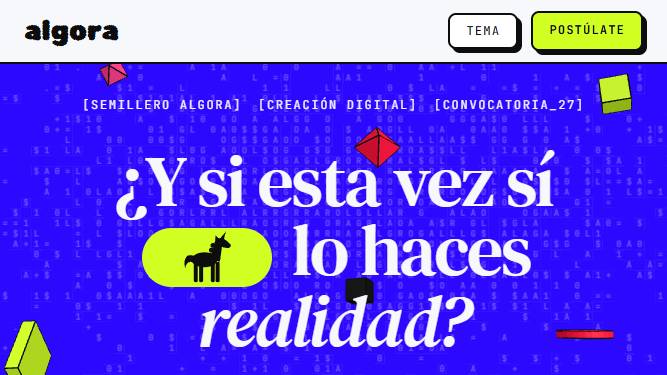 algora
TEMA
POSTÚLATE
[SEMILLERO ALGORA] [CREACIÓN DIGITAL] [CONVOCATORIA_27]
¿Y si esta vez sí
lo haces
realidad?